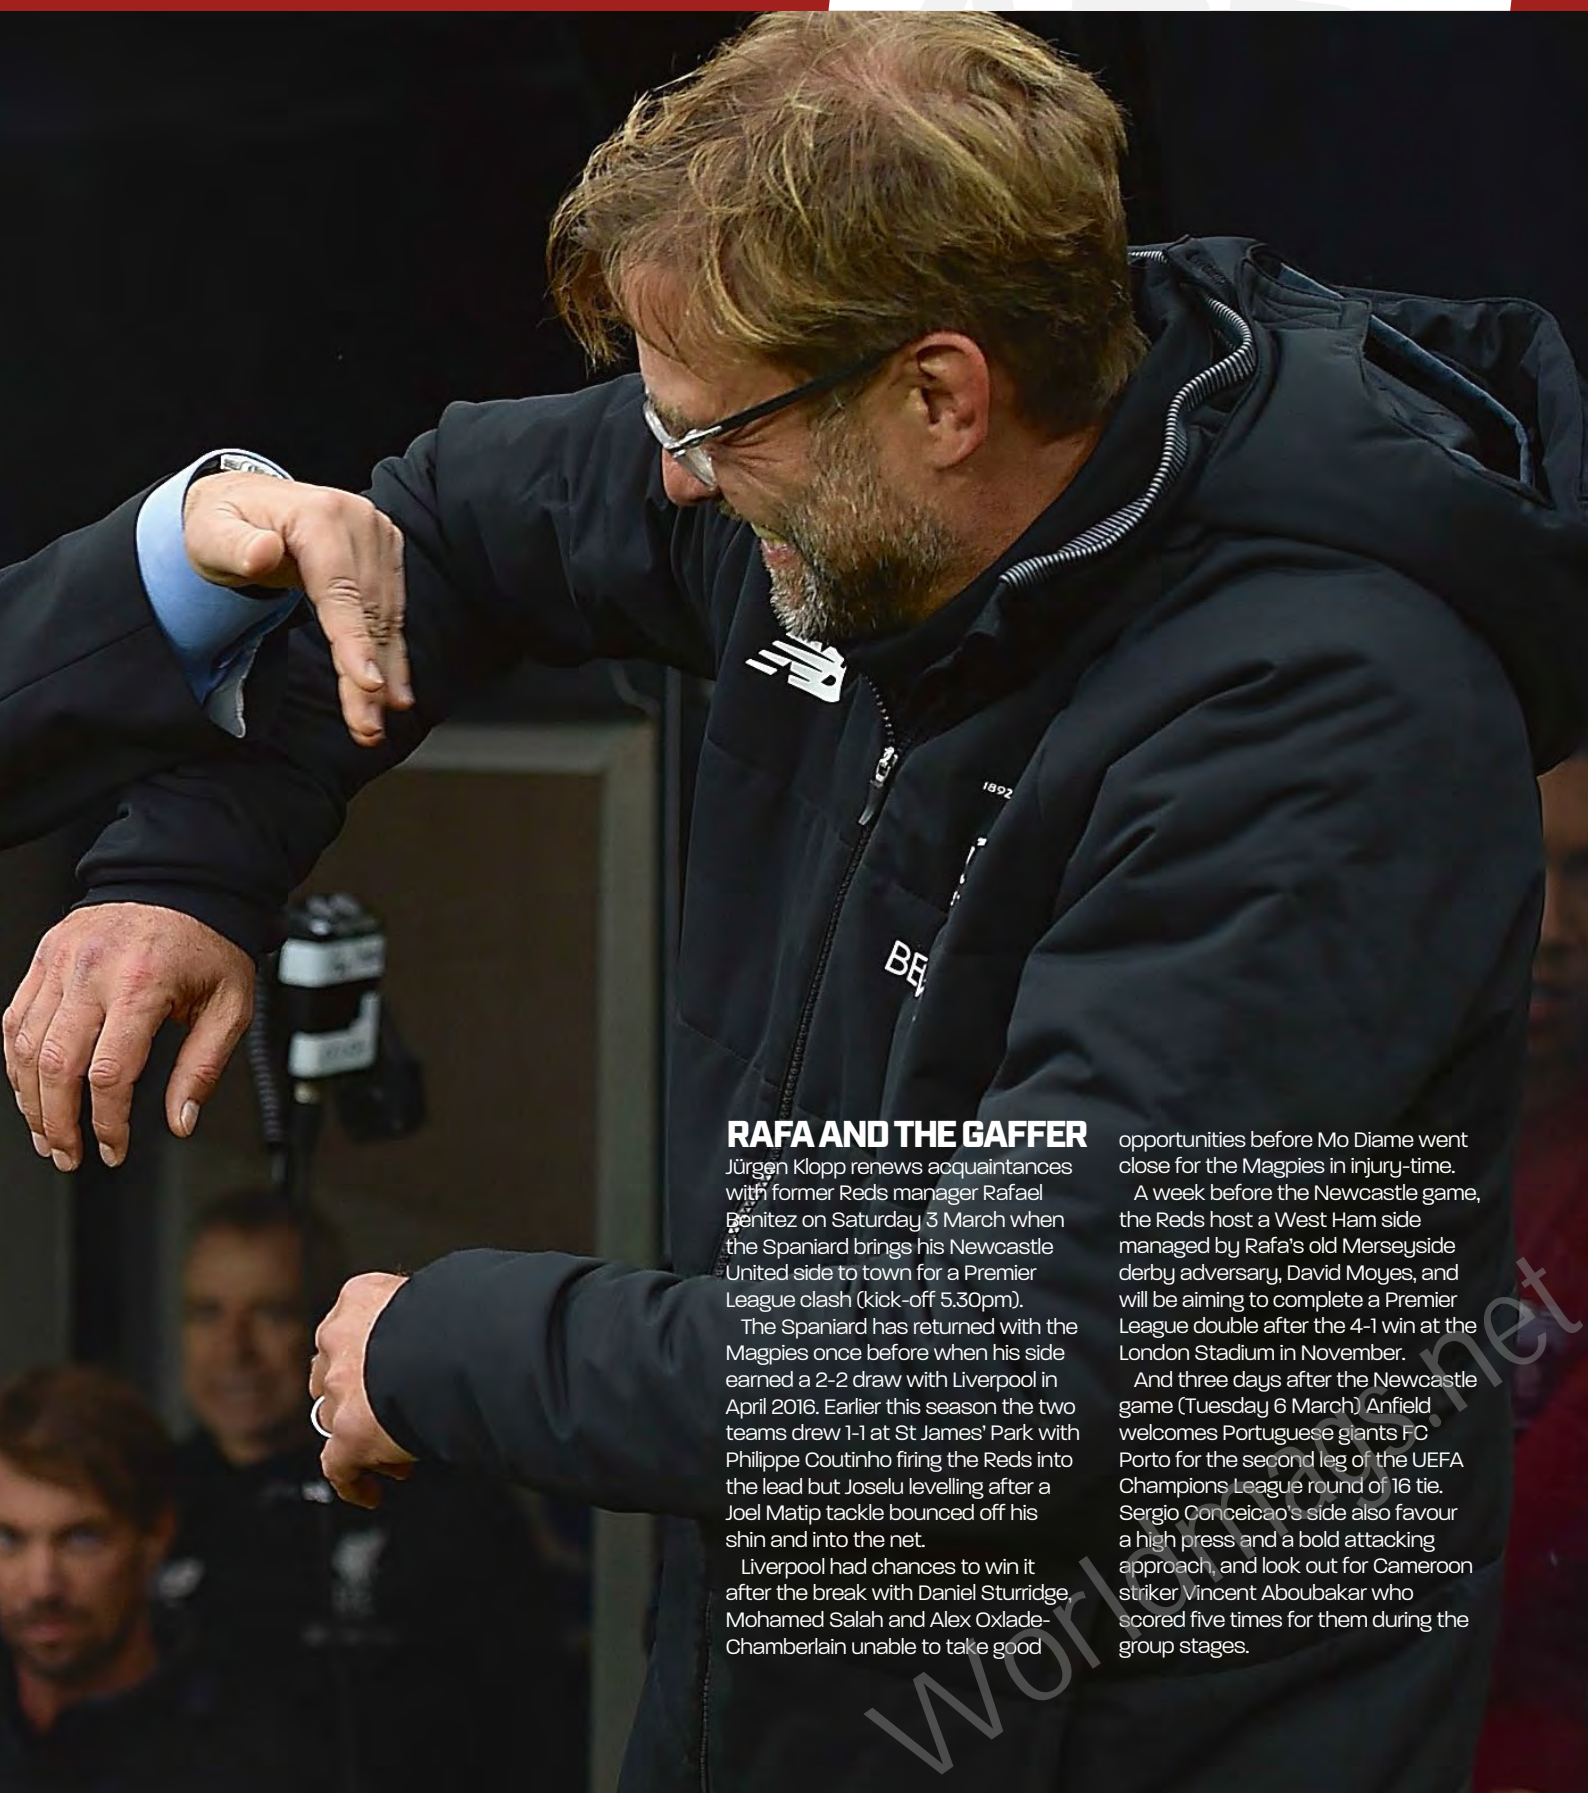 1892
BE
RAFA AND THE GAFFER
Jürgen Klopp renews acquaintances
with former Reds manager Rafael
Benitez on Saturday 3 March when
the Spaniard brings his Newcastle
United side to town for a Premier
League clash (kick-off 5.30pm).
The Spaniard has returned with the
Magpies once before when his side
earned a 2-2 draw with Liverpool in
April 2016. Earlier this season the two
teams drew 1-1 at St James' Park with
Philippe Coutinho firing the Reds into
the lead but Joselu levelling after a
Joel Matip tackle bounced off his
shin and into the net.
Liverpool had chances to win it
after the break with Daniel Sturridge,
Mohamed Salah and Alex Oxlade-
Chamberlain unable to take good
opportunities before Mo Diame went
close for the Magpies in injury-time.
A week before the Newcastle game,
the Reds host a West Ham side
managed by Rafa's old Merseyside
derby adversary, David Moyes, and
will be aiming to complete a Premier
League double after the 4-1 win at the
London Stadium in November.
And three days after the Newcastle
game (Tuesday 6 March) Anfield
welcomes Portuguese giants FC
Porto for the second leg of the UEFA
Champions League round of 16 tie.
Sergio Conceicao's side also favour
a high press and a bold attacking
approach, and look out for Cameroon
striker Vincent Aboubakar who
scored five times for them during the
group stages.
Worldmags.net